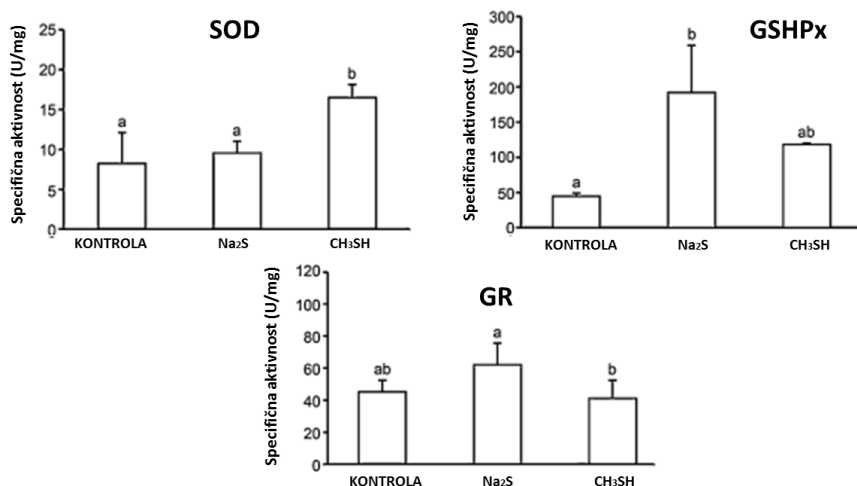 SOD
Specifična aktivnost (U/mg)
25
20
15
10
5
0
a
a
b
KONTROLA Na₂S CH₃SH
GSHPx
Specifična aktivnost (U/mg)
300
250
200
150
100
50
0
a
b
ab
KONTROLA Na₂S CH₃SH
GR
Specifična aktivnost (U/mg)
120
100
80
60
40
20
0
ab
a
b
KONTROLA Na₂S CH₃SH